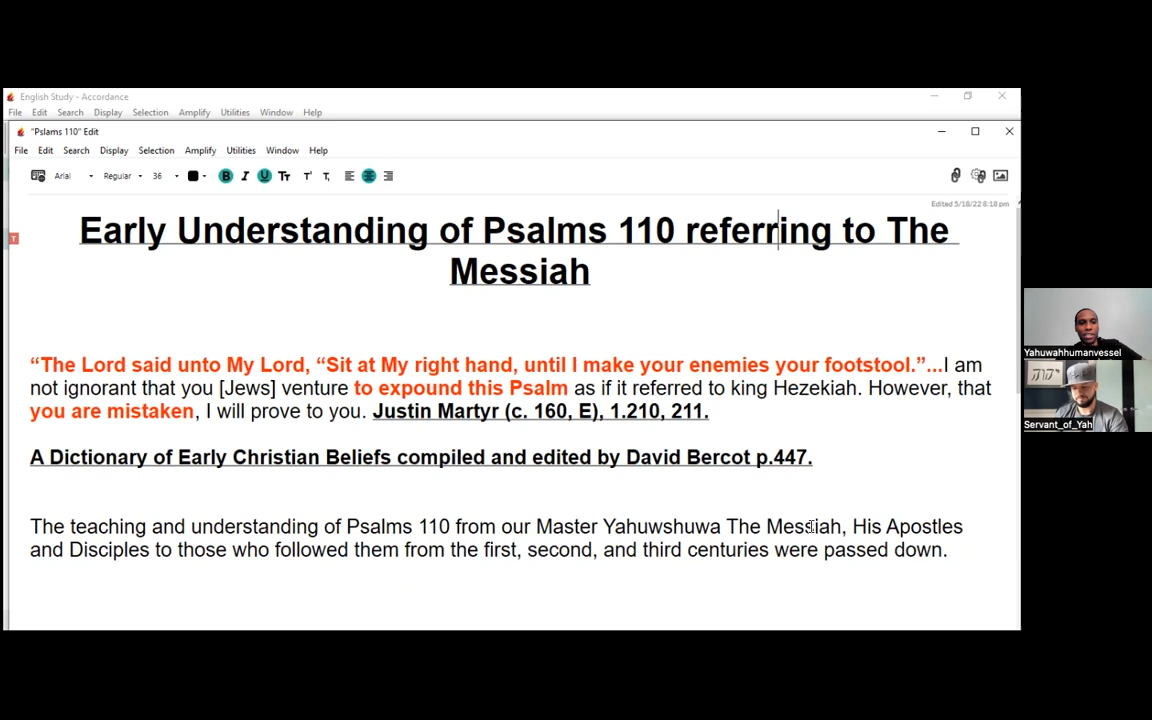 English Study - Accordance
File Edit Search Display Selection Amplify Utilities Window Help
"Pslams 110" Edit
File Edit Search Display Selection Amplify Utilities Window Help
Arial Regular 36 B I U TT T' T,
Edited 5/18/22 8:18 pm
T
Early Understanding of Psalms 110 referring to The
Messiah
“The Lord said unto My Lord, “Sit at My right hand, until I make your enemies your footstool.”...I am
not ignorant that you [Jews] venture to expound this Psalm as if it referred to king Hezekiah. However, that
you are mistaken, I will prove to you. Justin Martyr (c. 160, E), 1.210, 211.
A Dictionary of Early Christian Beliefs compiled and edited by David Bercot p.447.
The teaching and understanding of Psalms 110 from our Master Yahuwshuwa The Messiah, His Apostles
and Disciples to those who followed them from the first, second, and third centuries were passed down.
Yahuwahhumanvessel
יהוה
Servant_of_Yah